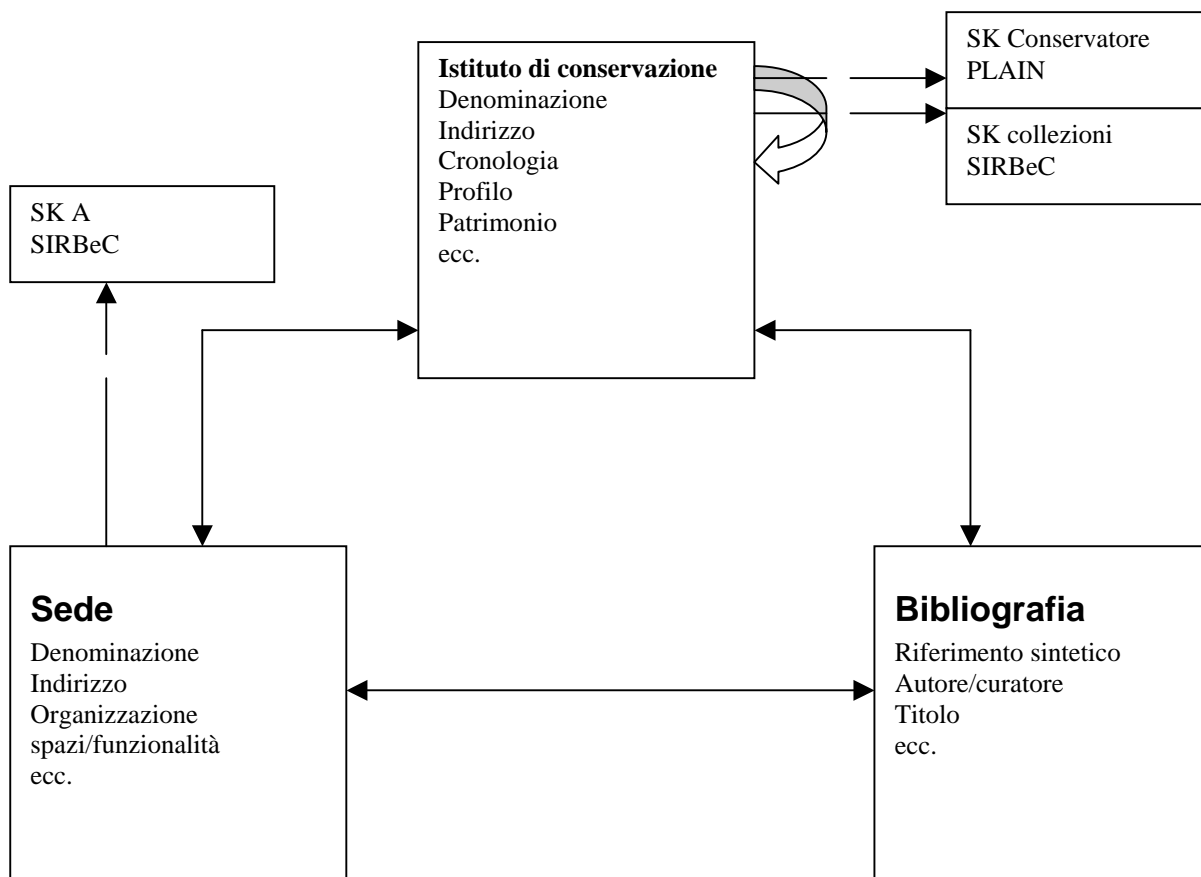 Istituto di conservazione
Denominazione
Indirizzo
Cronologia
Profilo
Patrimonio
ecc.
SK Conservatore
PLAIN
SK collezioni
SIRBeC
SK A
SIRBeC
Sede
Denominazione
Indirizzo
Organizzazione
spazi/funzionalità
ecc.
Bibliografia
Riferimento sintetico
Autore/curatore
Titolo
ecc.